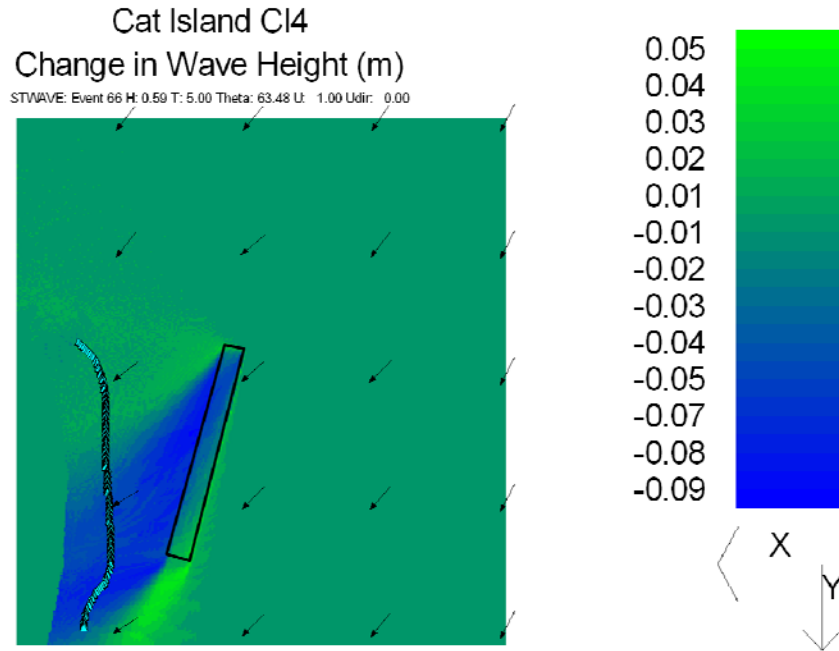 Cat Island CI4
Change in Wave Height (m)
STWAVE: Event 66 H: 0.59 T: 5.00 Theta: 63.48 U: 1.00 Udir: 0.00
0.05
0.04
0.03
0.02
0.01
-0.01
-0.02
-0.03
-0.04
-0.05
-0.07
-0.08
-0.09
X
Y